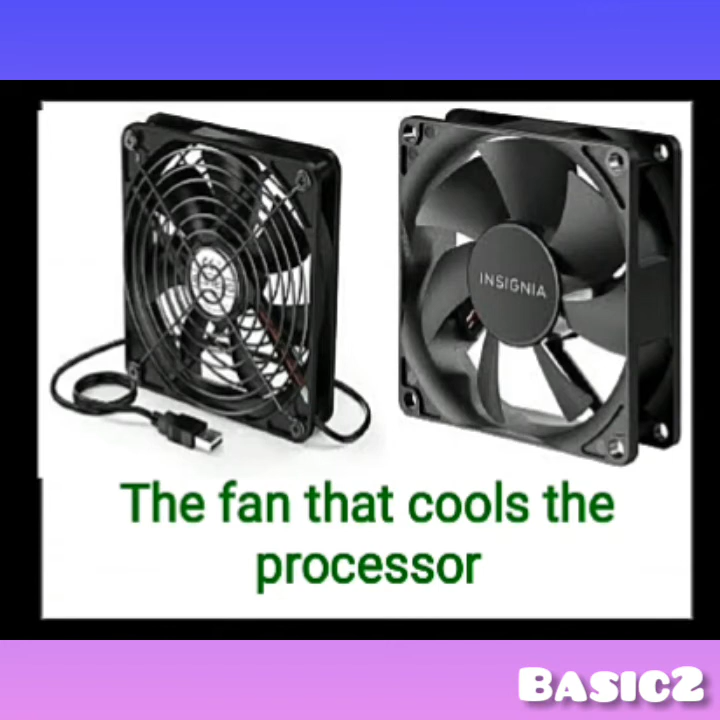 INSIGNIA
The fan that cools the
processor
BASIC2